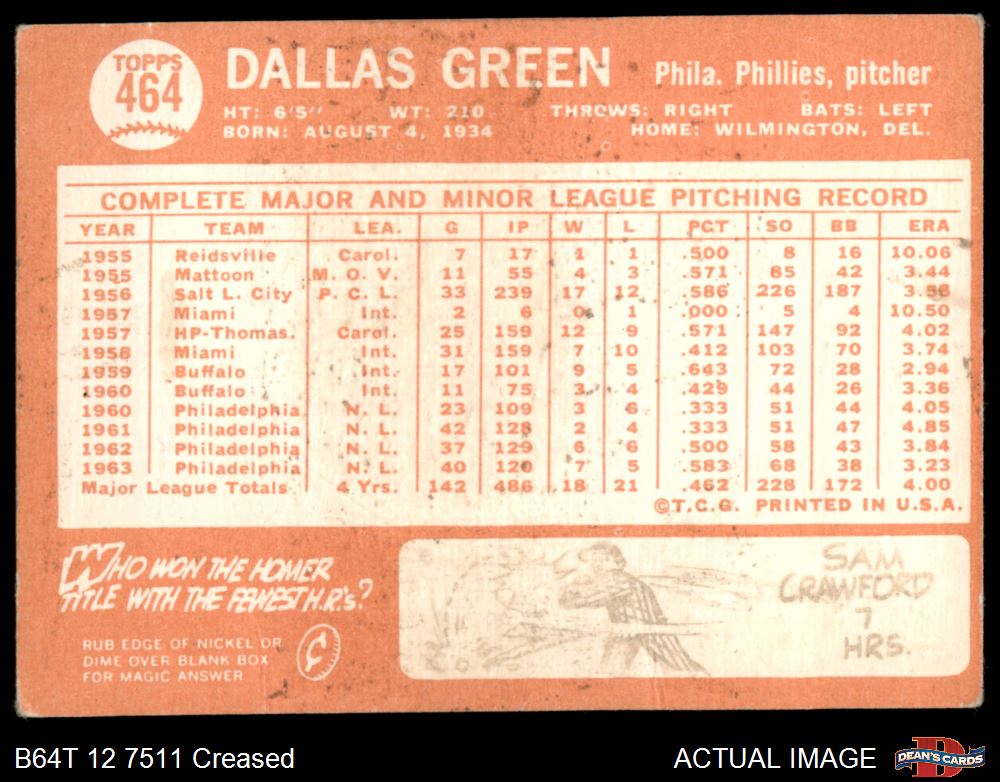 TOPPS
464
DALLAS GREEN
Phila. Phillies, pitcher
HT: 6'5" WT: 210 THROWS: RIGHT BATS: LEFT
BORN: AUGUST 4, 1934 HOME: WILMINGTON, DEL.
COMPLETE MAJOR AND MINOR LEAGUE PITCHING RECORD
YEAR TEAM LEA. G IP W L PCT SO BB ERA
1955 Reidsville Carol. 7 17 1 1 .500 8 16 10.06
1955 Mattoon M. O. V. 11 55 4 3 .571 85 42 3.44
1956 Salt L. City P. C. L. 33 239 17 12 .586 226 187 3.56
1957 Miami Int. 2 6 0 1 .000 5 4 10.50
1957 HP-Thomas. Carol. 25 159 12 9 .571 147 92 4.02
1958 Miami Int. 31 159 7 10 .412 103 70 3.74
1959 Buffalo Int. 17 101 9 5 .643 72 28 2.94
1960 Buffalo Int. 11 75 3 4 .429 44 26 3.36
1960 Philadelphia N. L. 23 109 3 6 .333 51 44 4.05
1961 Philadelphia N. L. 42 128 2 4 .333 51 47 4.85
1962 Philadelphia N. L. 37 129 6 6 .500 58 43 3.84
1963 Philadelphia N. L. 40 120 7 5 .583 68 38 3.23
Major League Totals 4 Yrs. 142 486 18 21 .462 228 172 4.00
©T.C.G. PRINTED IN U.S.A.
WHO WON THE HOMER
TITLE WITH THE FEWEST H.R.'s?
RUB EDGE OF NICKEL OR
DIME OVER BLANK BOX
FOR MAGIC ANSWER
SAM
CRAWFORD
7
HRS.
B64T 12 7511 Creased
ACTUAL IMAGE
DEAN'S CARDS